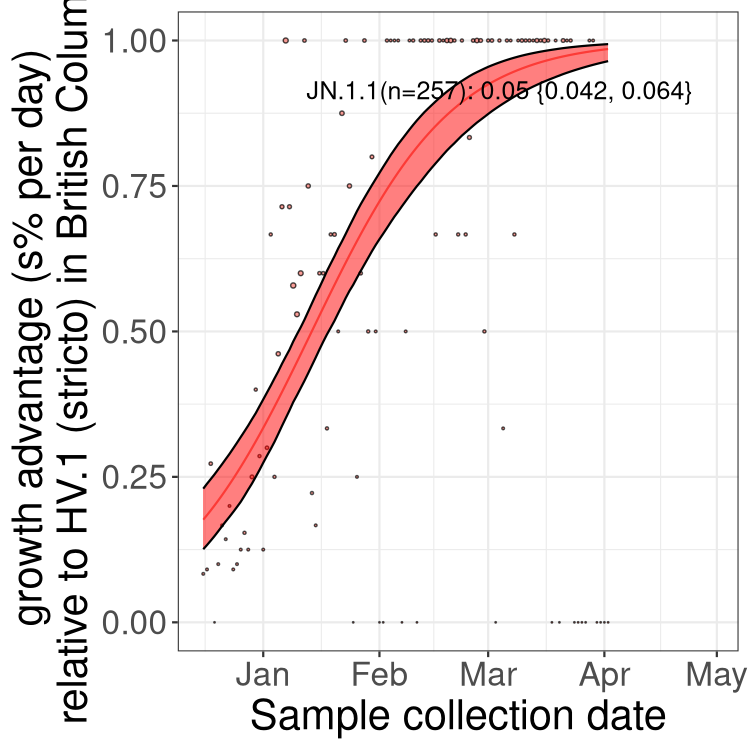 growth advantage (s% per day)
relative to HV.1 (stricto) in British Colum
1.00
0.75
0.50
0.25
0.00
JN.1.1(n=257): 0.05 {0.042, 0.064}
Jan Feb Mar Apr May
Sample collection date